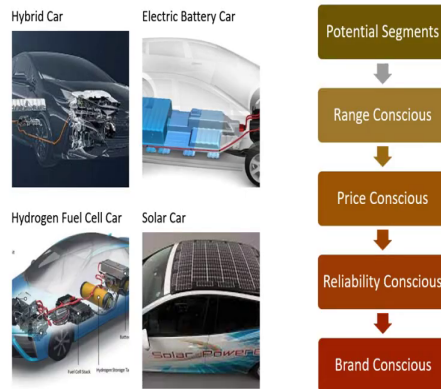 Hybrid Car
Electric Battery Car
Hydrogen Fuel Cell Car
Solar Car
Fuel Cell Stack
Hydrogen Storage Ta
Solar Powere
Potential Segments
Range Conscious
Price Conscious
Reliability Conscious
Brand Conscious